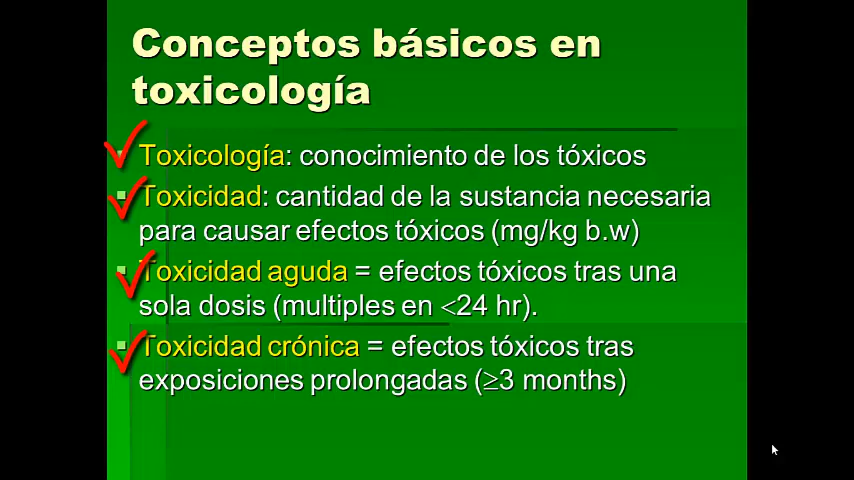 Conceptos básicos en
toxicología
Toxicología: conocimiento de los tóxicos
Toxicidad: cantidad de la sustancia necesaria
para causar efectos tóxicos (mg/kg b.w)
Toxicidad aguda = efectos tóxicos tras una
sola dosis (multiples en <24 hr).
Toxicidad crónica = efectos tóxicos tras
exposiciones prolongadas (≥3 months)